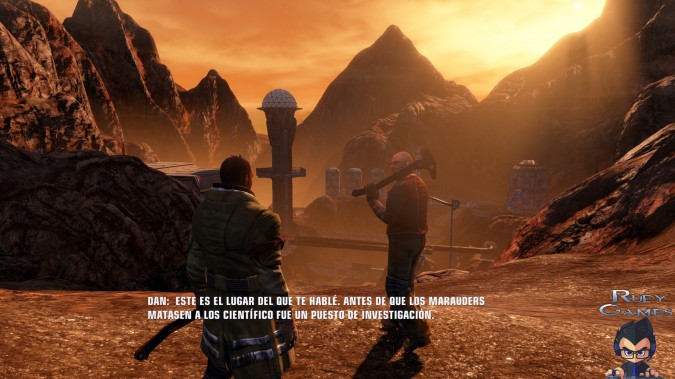 DAN: ESTE ES EL LUGAR DEL QUE TE HABLÉ. ANTES DE QUE LOS MARAUDERS
MATASEN A LOS CIENTÍFICO FUE UN PUESTO DE INVESTIGACIÓN.
RUBY
GAMES